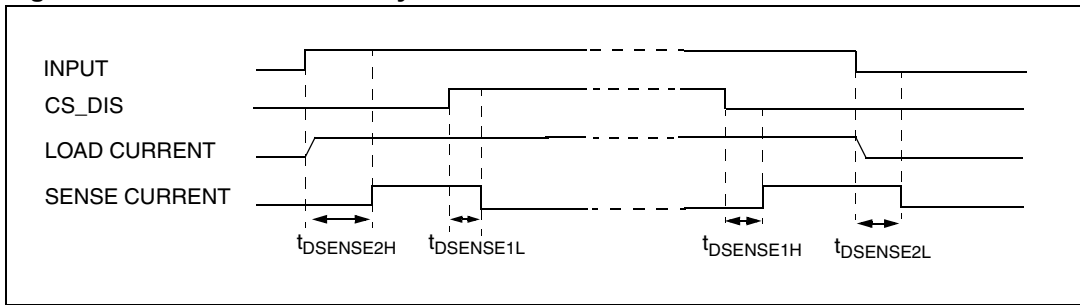 INPUT
CS_DIS
LOAD CURRENT
SENSE CURRENT
tDSENSE2H
tDSENSE1L
tDSENSE1H
tDSENSE2L